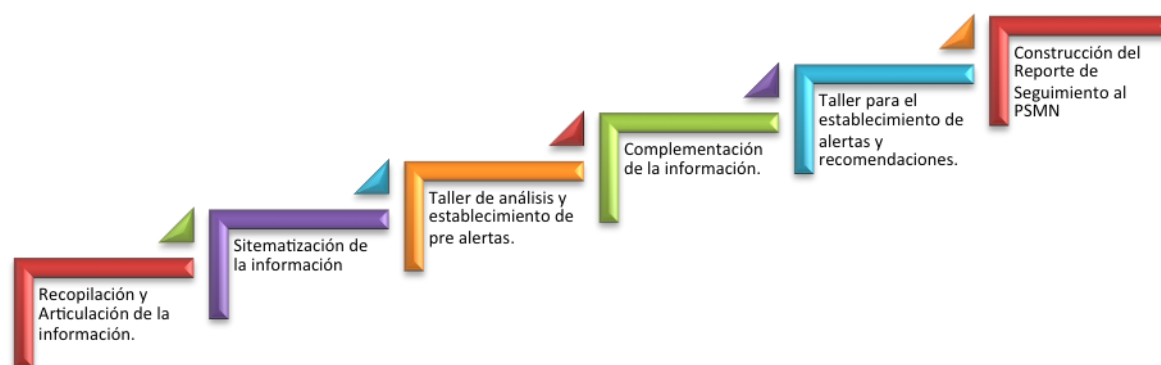 Recopilación y
Articulación de la
información.
Sitematización de
la información
Taller de análisis y
establecimiento de
pre alertas.
Complementación
de la información.
Taller para el
establecimiento de
alertas y
recomendaciones.
Construcción del
Reporte de
Seguimiento al
PSMN